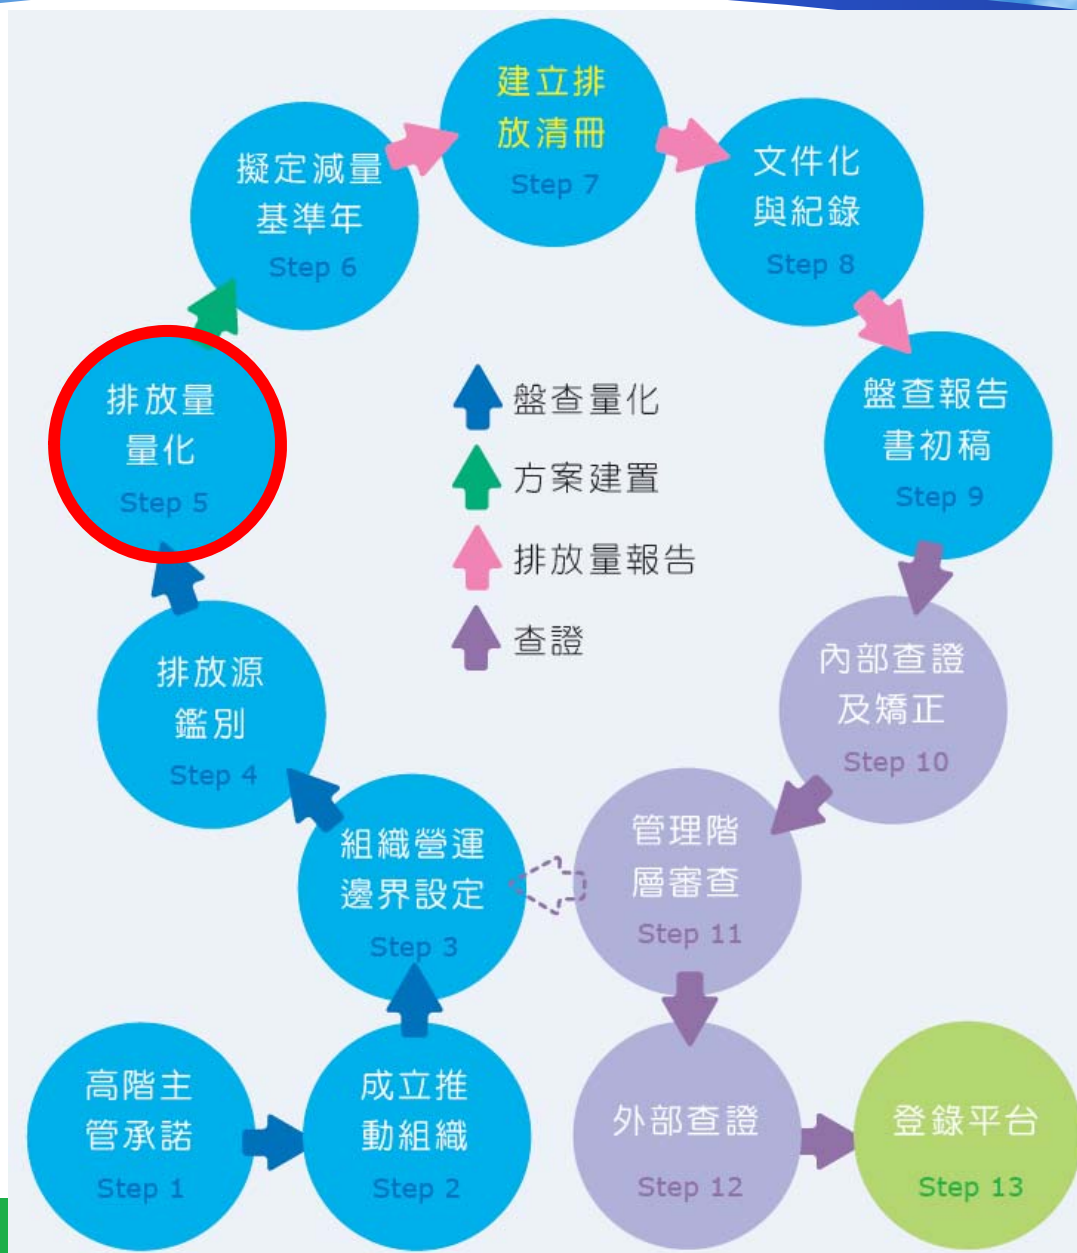 建立排
放清冊
Step 7
擬定減量
基準年
Step 6
文件化
與紀錄
Step 8
排放量
量化
Step 5
盤查量化
方案建置
排放量報告
查證
盤查報告
書初稿
Step 9
排放源
鑑別
Step 4
內部查證
及矯正
Step 10
組織營運
邊界設定
Step 3
管理階
層審查
Step 11
高階主
管承諾
Step 1
成立推
動組織
Step 2
外部查證
Step 12
登錄平台
Step 13